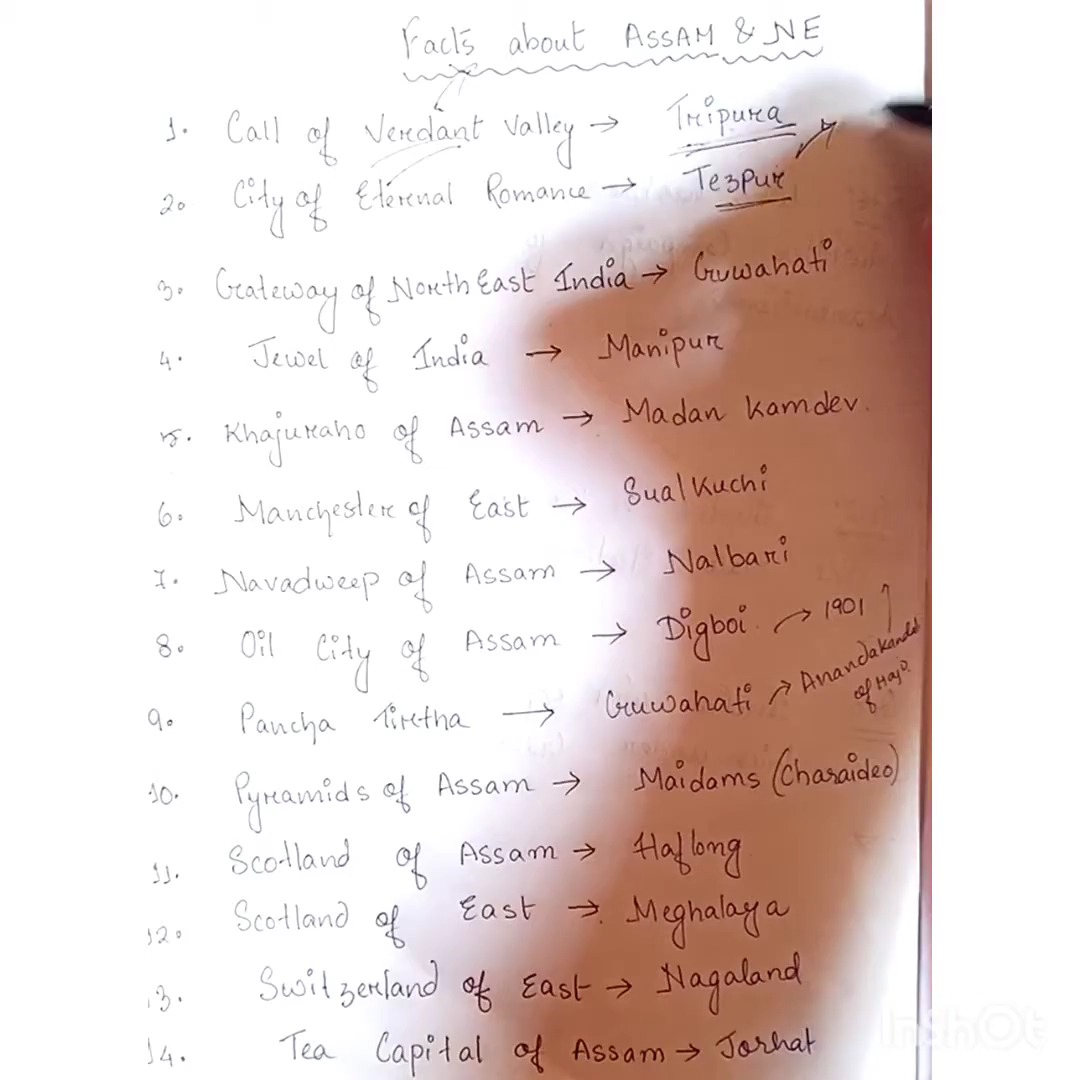 Facts about ASSAM & NE
1. Call of Verdant Valley → Tripura
2. City of Eternal Romance → Tezpur
3. Gateway of North East India → Guwahati
4. Jewel of India → Manipur
5. Khajuraho of Assam → Madan Kamdev.
6. Manchester of East → Sualkuchi
7. Navadweep of Assam → Nalbari
8. Oil City of Assam → Digboi → 1901
9. Pancha Tirtha → Guwahati → Anandakanda
of Hajo
10. Pyramids of Assam → Maidams (Charaideo)
11. Scotland of Assam → Haflong
12. Scotland of East → Meghalaya
13. Switzerland of East → Nagaland
14. Tea Capital of Assam → Jorhat
InShOt